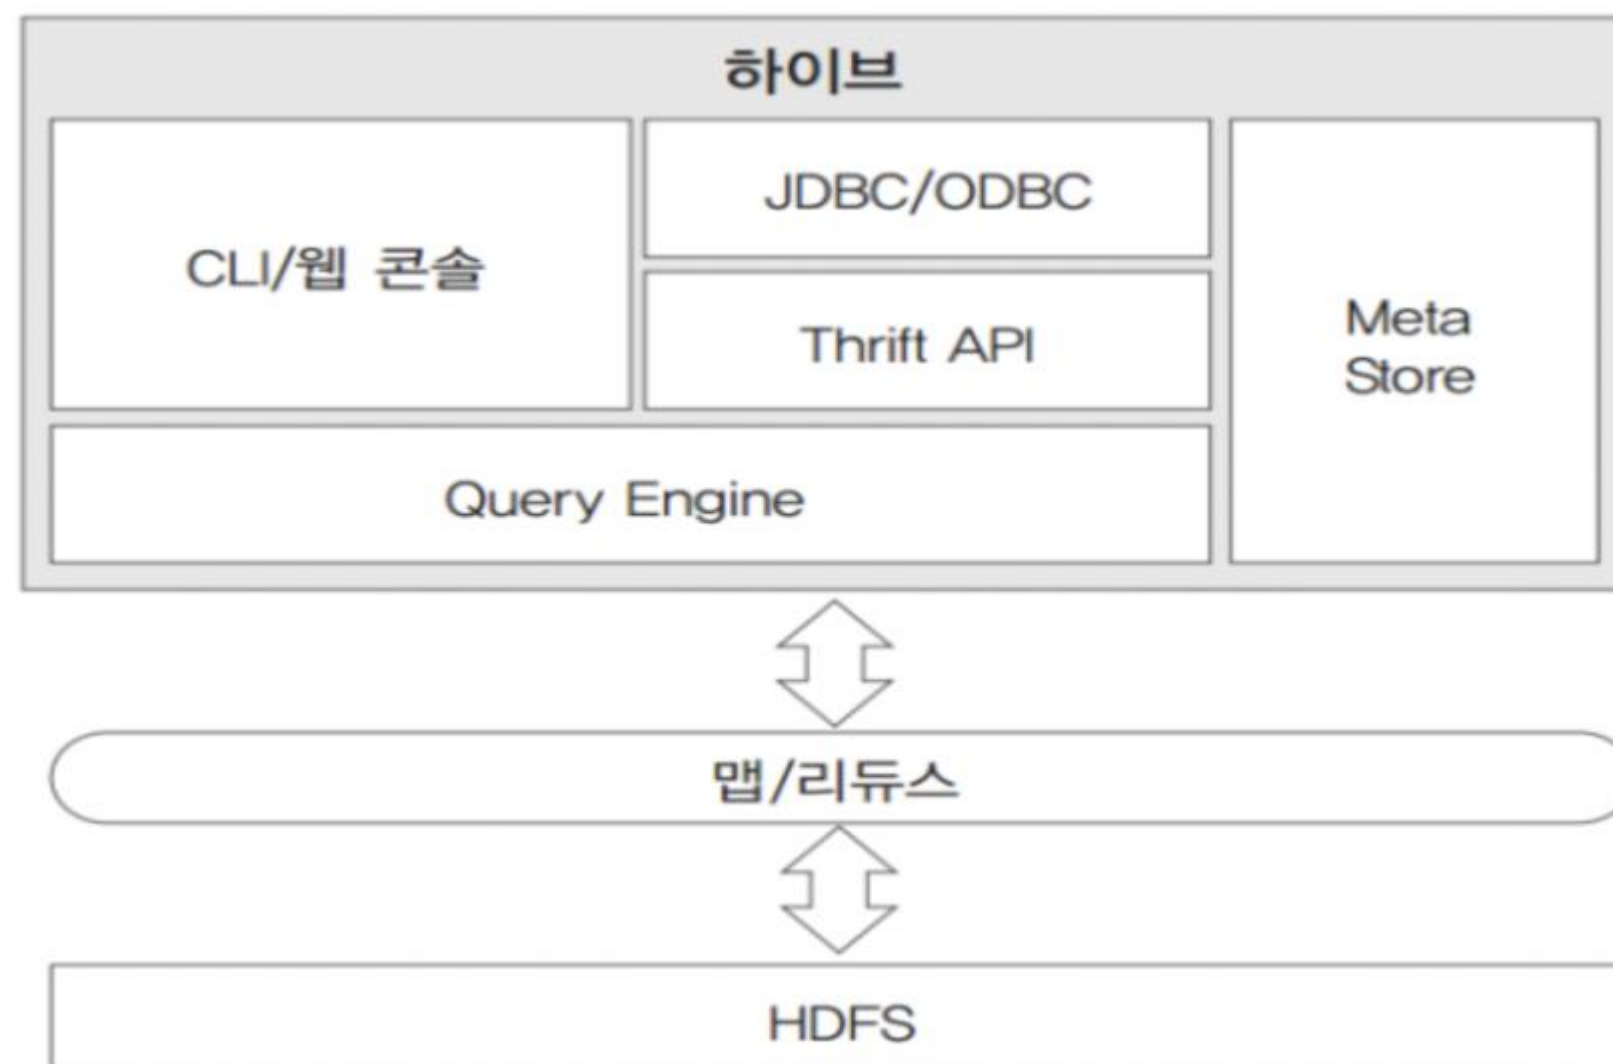 하이브
CLI/웹 콘솔
JDBC/ODBC
Thrift API
Meta
Store
Query Engine
맵/리듀스
HDFS